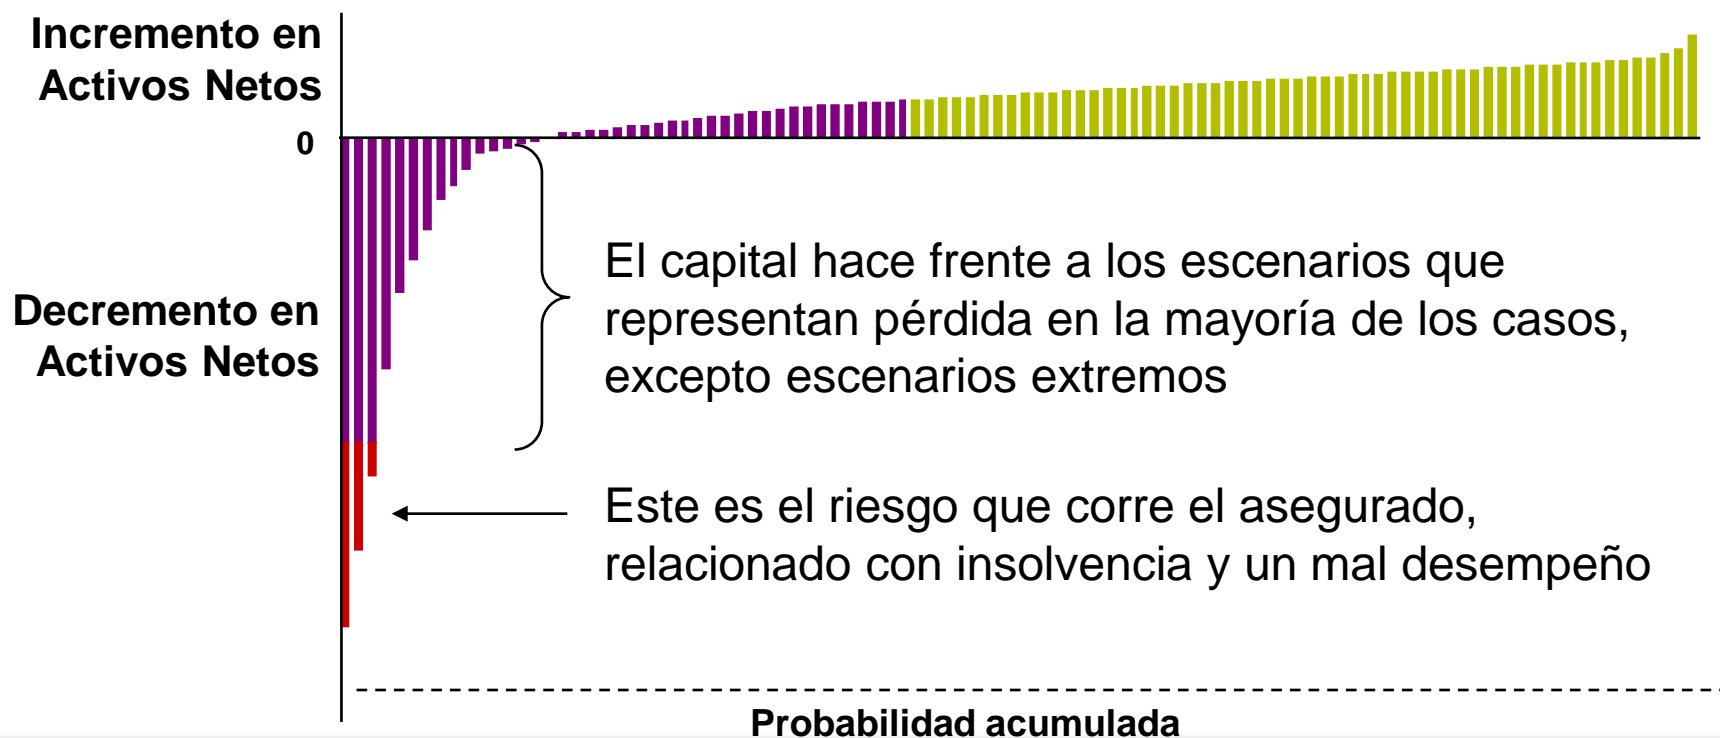 Incremento en
Activos Netos
0
Decremento en
Activos Netos
El capital hace frente a los escenarios que
representan pérdida en la mayoría de los casos,
excepto escenarios extremos
Este es el riesgo que corre el asegurado,
relacionado con insolvencia y un mal desempeño
Probabilidad acumulada